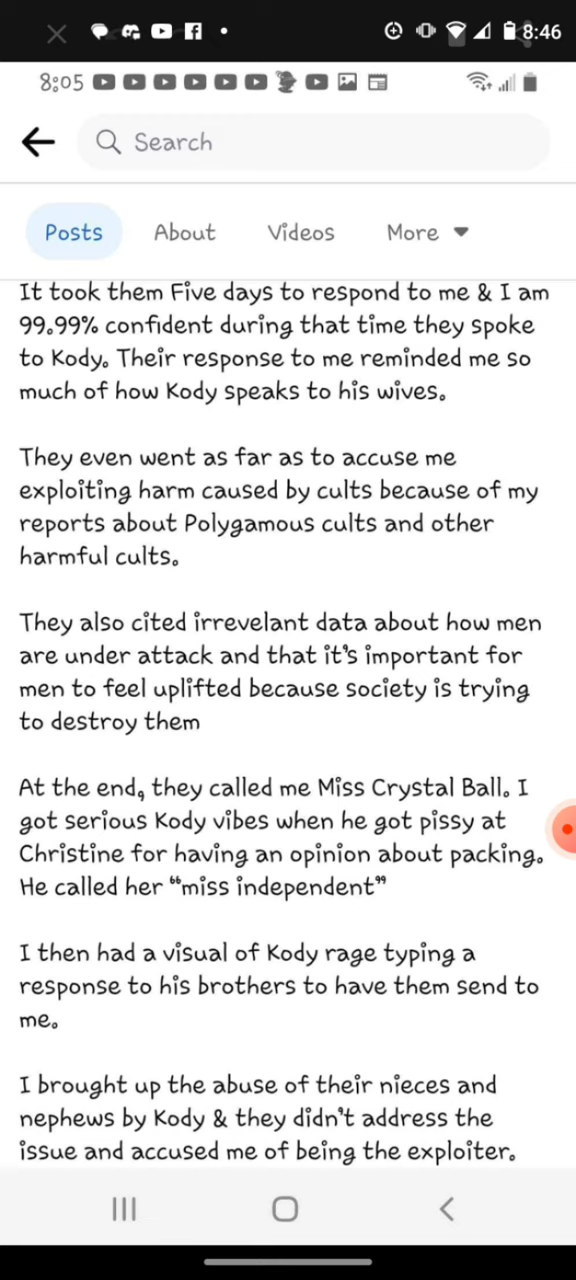 8:46
8:05
Search
Posts About Videos More
It took them Five days to respond to me & I am
99.99% confident during that time they spoke
to Kody. Their response to me reminded me so
much of how Kody speaks to his wives.
They even went as far as to accuse me
exploiting harm caused by cults because of my
reports about Polygamous cults and other
harmful cults.
They also cited irrevelant data about how men
are under attack and that it's important for
men to feel uplifted because society is trying
to destroy them
At the end, they called me Miss Crystal Ball. I
got serious Kody vibes when he got pissy at
Christine for having an opinion about packing.
He called her “miss independent”
I then had a visual of Kody rage typing a
response to his brothers to have them send to
me.
I brought up the abuse of their nieces and
nephews by Kody & they didn't address the
issue and accused me of being the exploiter.